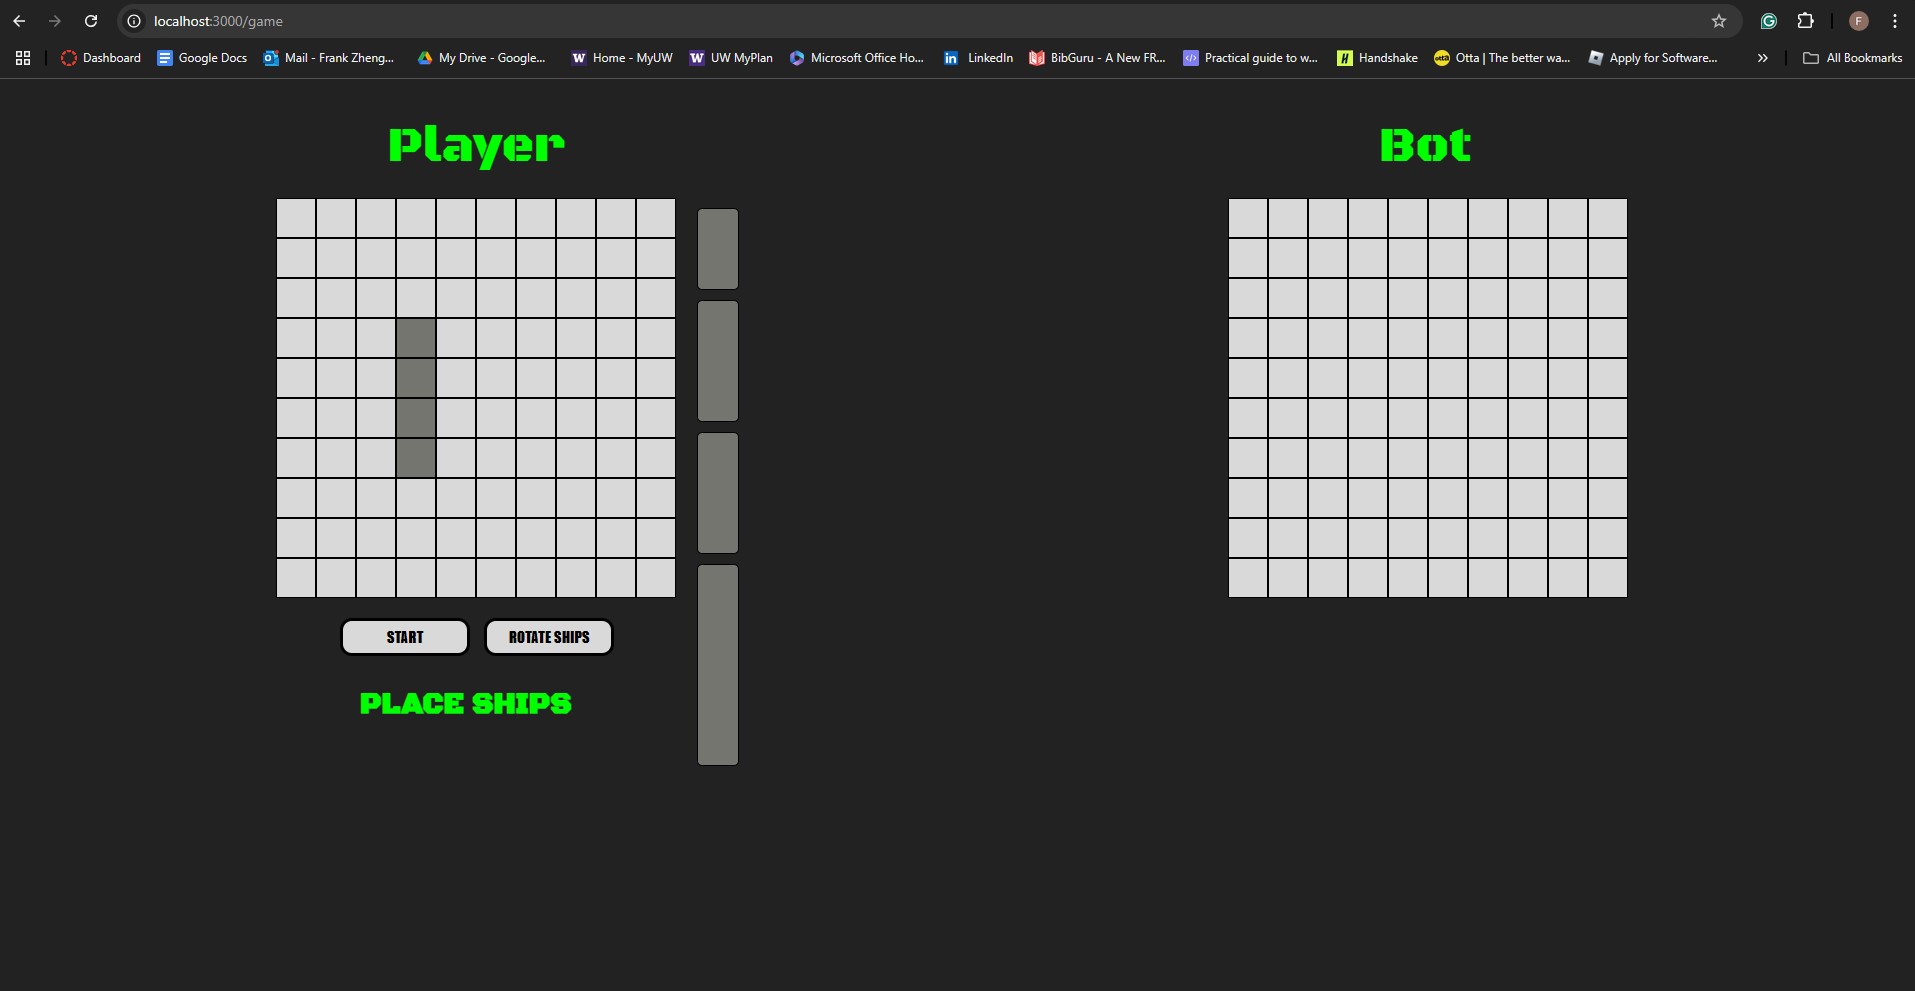 localhost:3000/game
F
Dashboard Google Docs Mail - Frank Zheng... My Drive - Google... W Home - MyUW W UW MyPlan Microsoft Office Ho... in LinkedIn BibGuru - A New FR... </> Practical guide to w... H Handshake otta Otta | The better wa... Apply for Software... » All Bookmarks
Player Bot
START ROTATE SHIPS
PLACE SHIPS